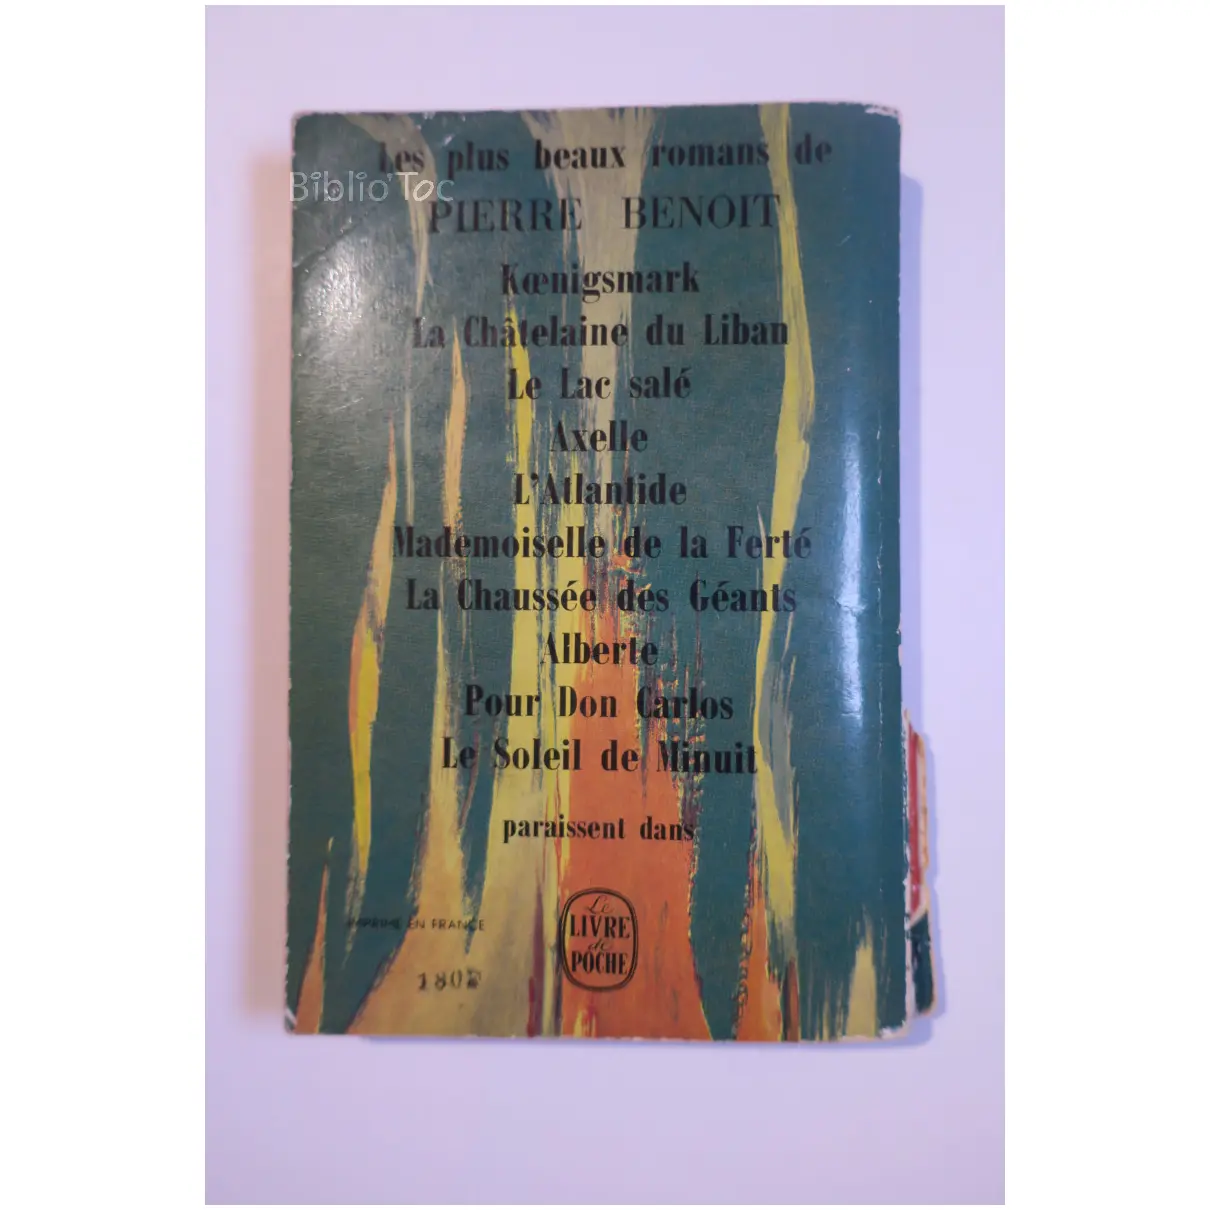 Les plus beaux romans de
Biblio'Toc
PIERRE BENOIT
Kœnigsmark
La Châtelaine du Liban
Le Lac salé
Axelle
L'Atlantide
Mademoiselle de la Ferté
La Chaussée des Géants
Alberte
Pour Don Carlos
Le Soleil de Minuit
paraissent dans
Le
LIVRE
de
POCHE
IMPRIMÉ EN FRANCE